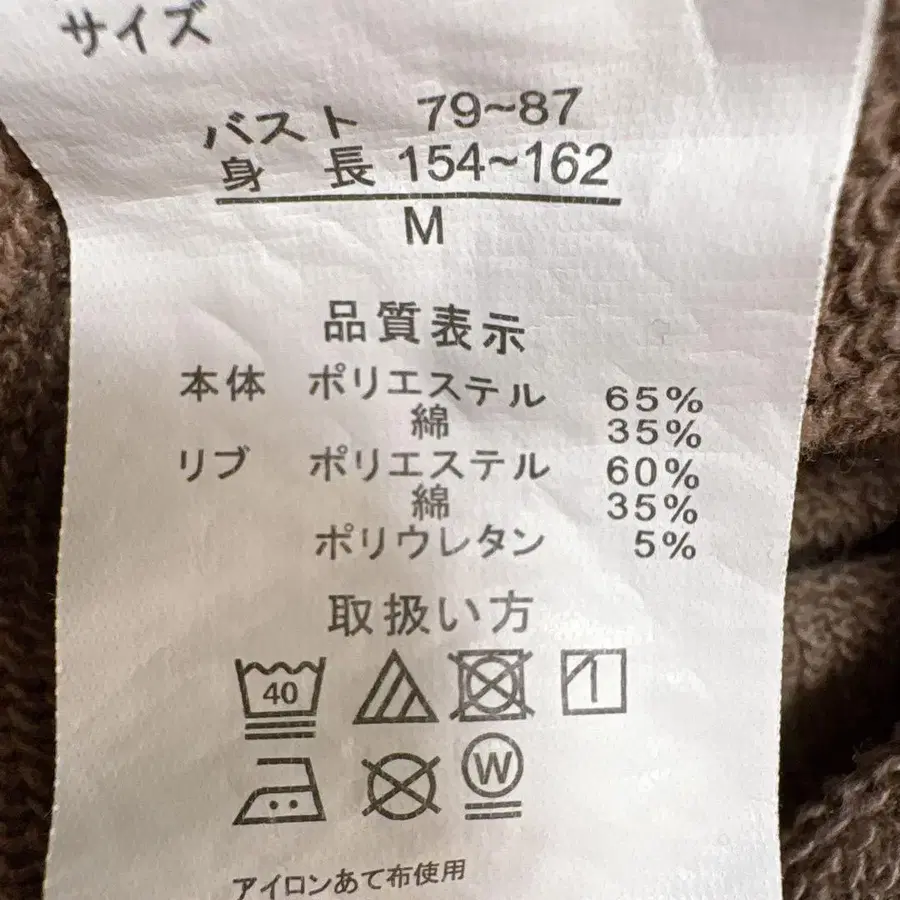 サイズ
バスト 79~87
身 長 154~162
M
品質表示
本体 ポリエステル 65%
綿 35%
リブ ポリエステル 60%
綿 35%
ポリウレタン 5%
取扱い方
40
W
アイロンあて布使用